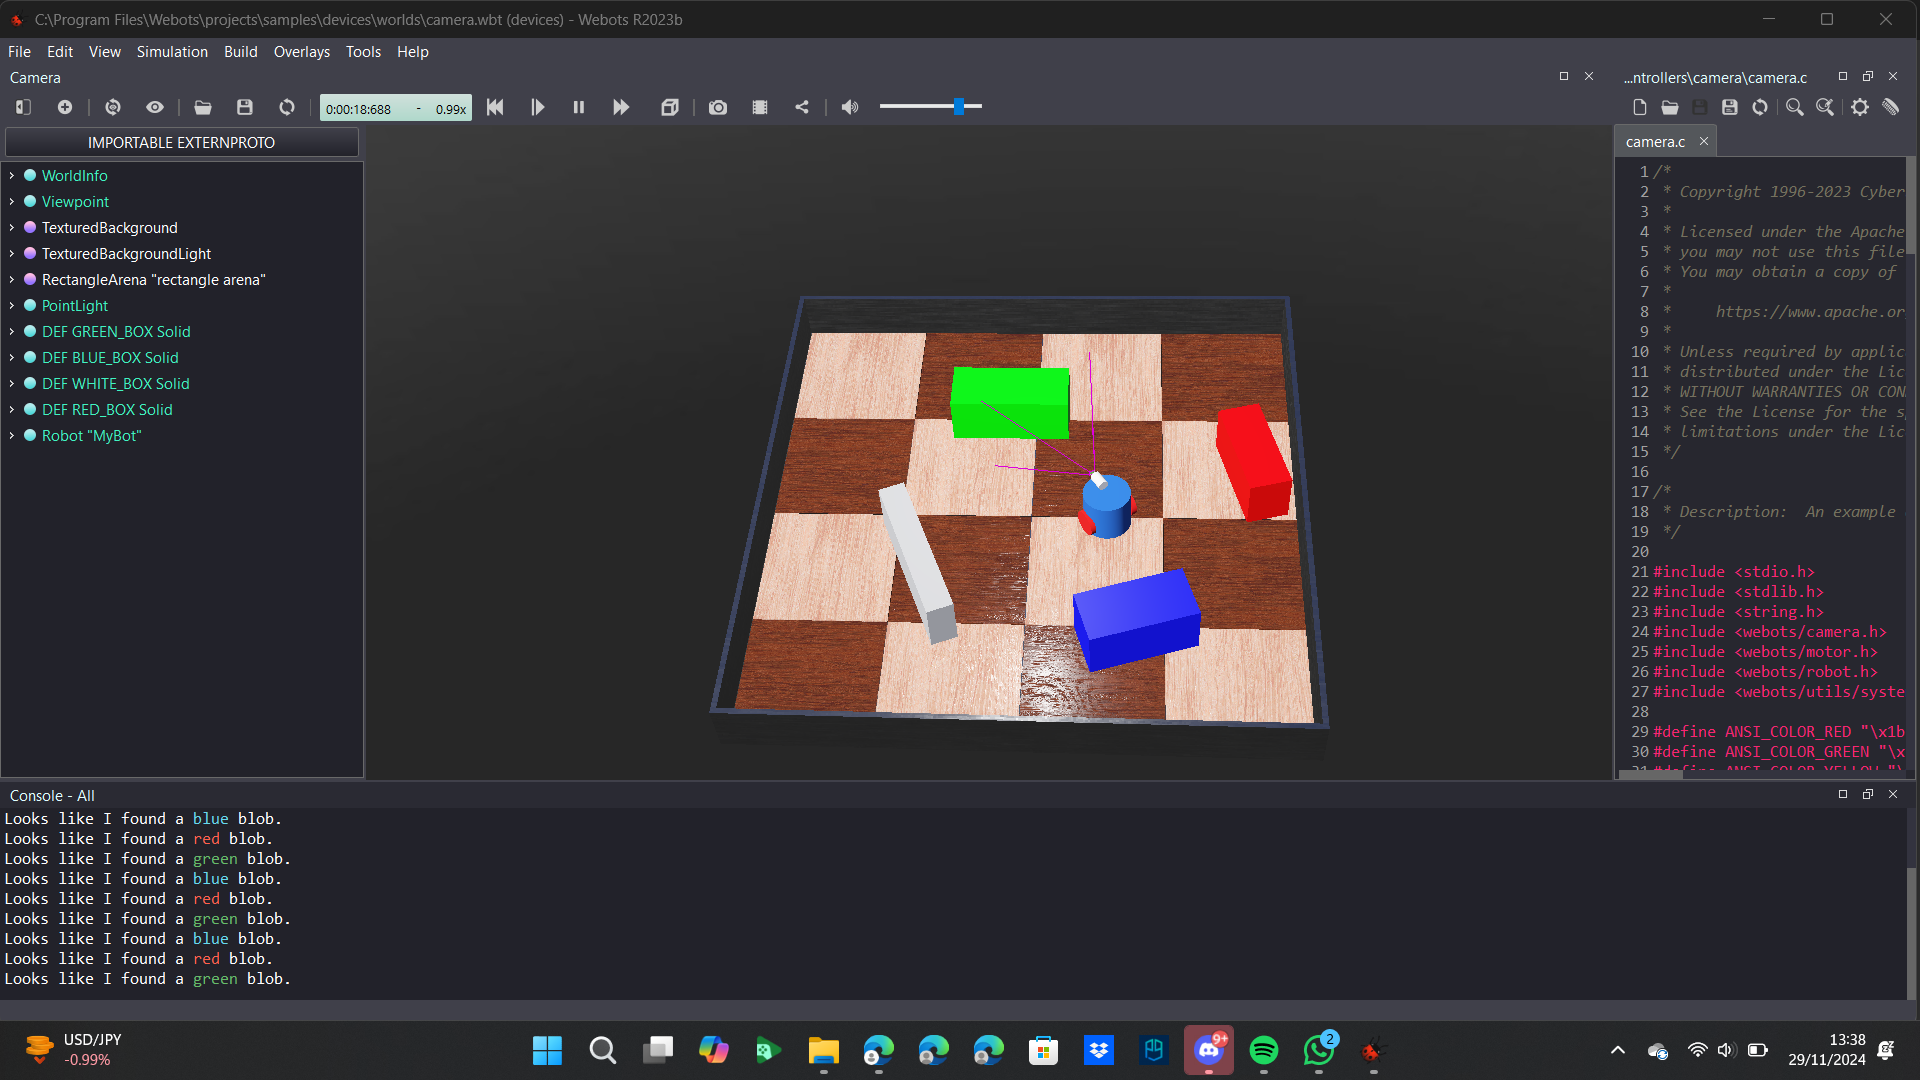 C:\Program Files\Webots\projects\samples\devices\worlds\camera.wbt (devices) - Webots R2023b
File Edit View Simulation Build Overlays Tools Help
Camera
0:00:18:688 - 0.99x
IMPORTABLE EXTERNPROTO
WorldInfo
Viewpoint
TexturedBackground
TexturedBackgroundLight
RectangleArena "rectangle arena"
PointLight
DEF GREEN_BOX Solid
DEF BLUE_BOX Solid
DEF WHITE_BOX Solid
DEF RED_BOX Solid
Robot "MyBot"
...ntrollers\camera\camera.c
camera.c
1 /*
2 * Copyright 1996-2023 Cyber
3 *
4 * Licensed under the Apache
5 * you may not use this file
6 * You may obtain a copy of
7 *
8 * https://www.apache.or
9 *
10 * Unless required by applic
11 * distributed under the Lic
12 * WITHOUT WARRANTIES OR CON
13 * See the License for the s
14 * limitations under the Lic
15 */
16
17 /*
18 * Description: An example
19 */
20
21 #include <stdio.h>
22 #include <stdlib.h>
23 #include <string.h>
24 #include <webots/camera.h>
25 #include <webots/motor.h>
26 #include <webots/robot.h>
27 #include <webots/utils/syste
28
29 #define ANSI_COLOR_RED "\x1b
30 #define ANSI_COLOR_GREEN "\x
31 #define ANSI_COLOR_YELLOW "\
Console - All
Looks like I found a blue blob.
Looks like I found a red blob.
Looks like I found a green blob.
Looks like I found a blue blob.
Looks like I found a red blob.
Looks like I found a green blob.
Looks like I found a blue blob.
Looks like I found a red blob.
Looks like I found a green blob.
USD/JPY
-0.99%
9+
2
13:38
29/11/2024